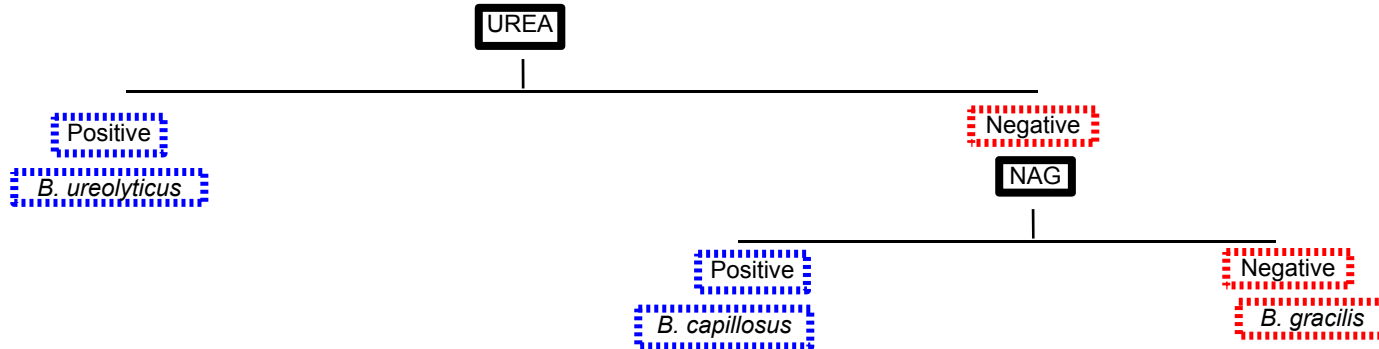 UREA
Positive
Negative
B. ureolyticus
NAG
Positive
Negative
B. capillosus
B. gracilis